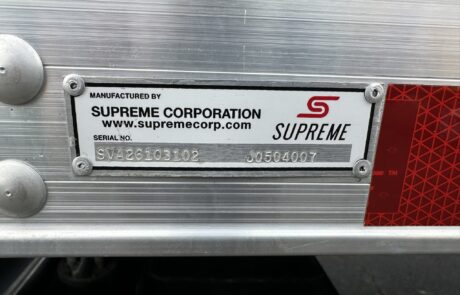 MANUFACTURED BY
SUPREME CORPORATION
www.supremecorp.com
SUPREME
SERIAL NO.
SVA26103102 J0504007